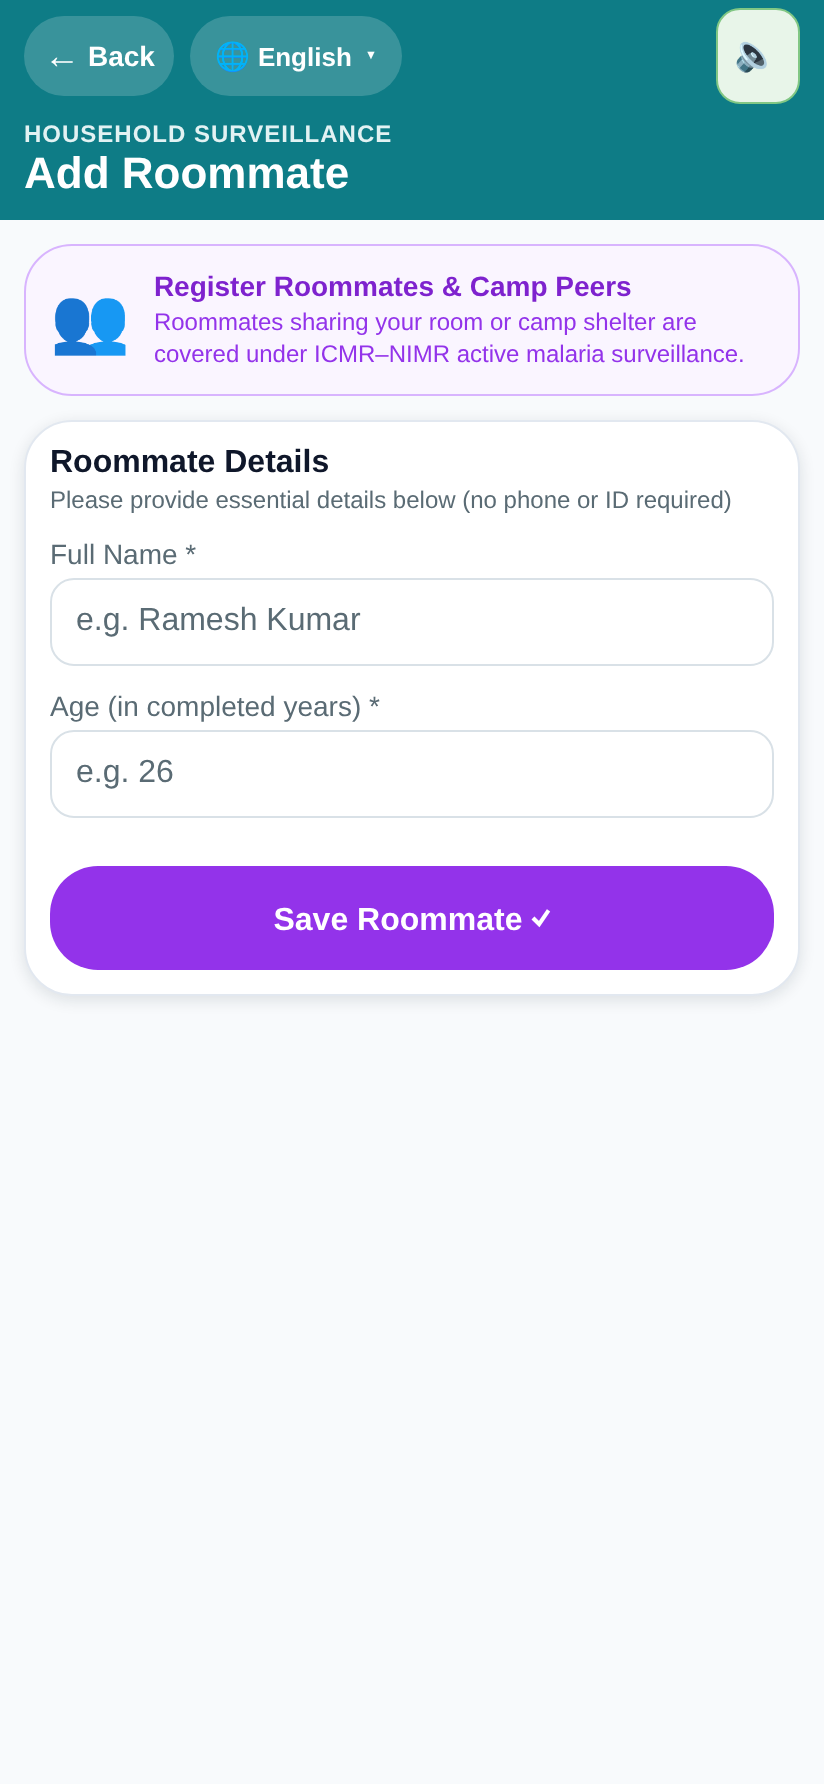 ← Back
English ▾
HOUSEHOLD SURVEILLANCE
Add Roommate
Register Roommates & Camp Peers
Roommates sharing your room or camp shelter are
covered under ICMR–NIMR active malaria surveillance.
Roommate Details
Please provide essential details below (no phone or ID required)
Full Name *
e.g. Ramesh Kumar
Age (in completed years) *
e.g. 26
Save Roommate ✓